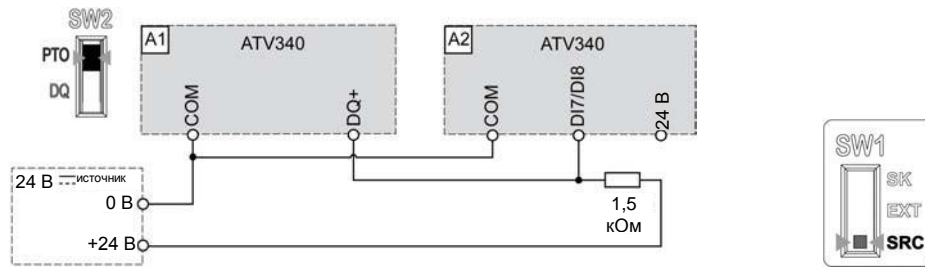 SW2
PTO
DQ
A1
ATV340
COM
DQ+
A2
ATV340
COM
DI7/DI8
24 В
24 В источник
0 В
+24 В
1,5
кОм
SW1
SK
EXT
SRC